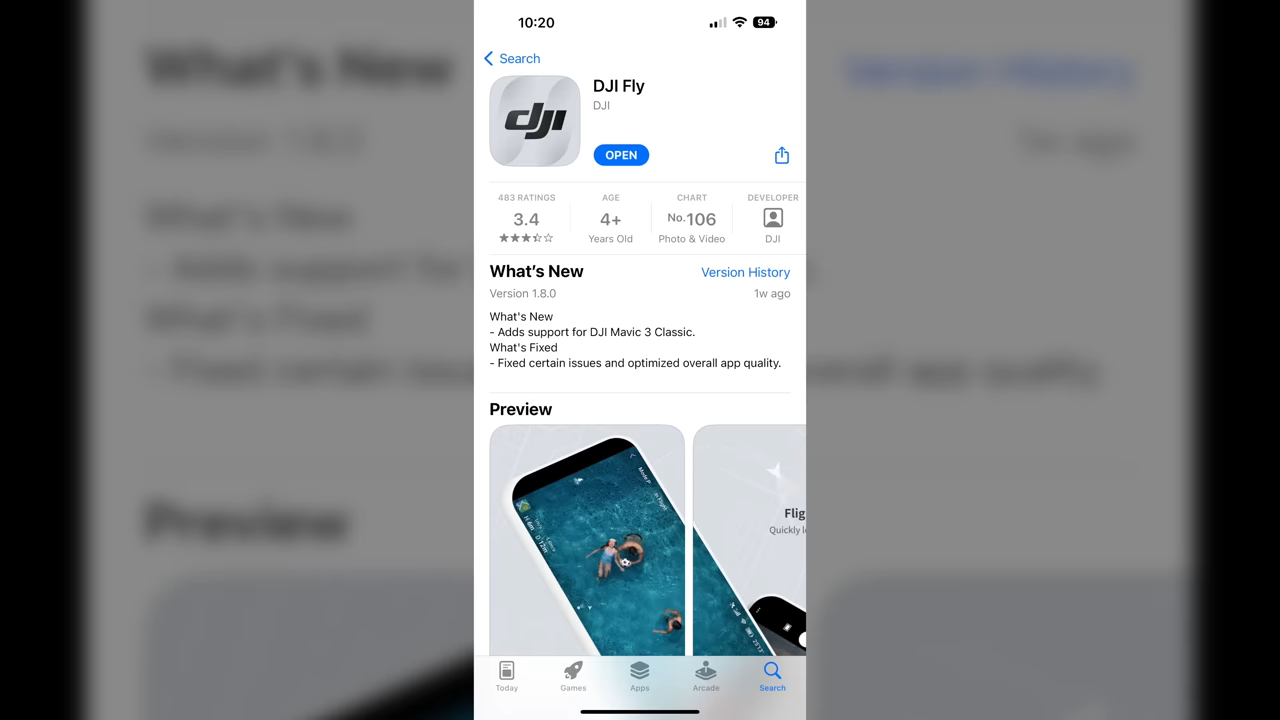 10:20
94
Search
dji
DJI Fly
DJI
OPEN
483 RATINGS
AGE
CHART
DEVELOPER
3.4
4+
No.106
Years Old
Photo & Video
DJI
What's New
Version History
Version 1.8.0
1w ago
What's New
- Adds support for DJI Mavic 3 Classic.
What's Fixed
- Fixed certain issues and optimized overall app quality.
Preview
Flig
Quickly l
Today
Games
Apps
Arcade
Search